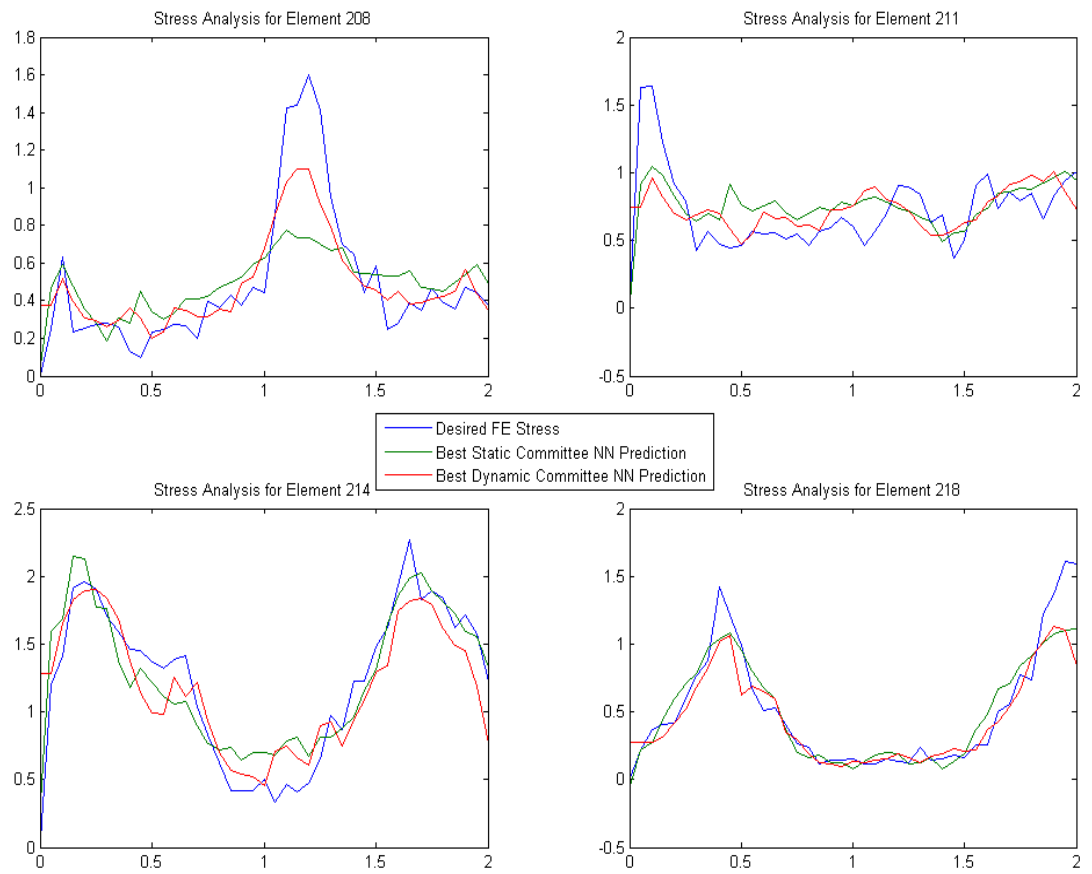 Stress Analysis for Element 208
1.8
1.6
1.4
1.2
1
0.8
0.6
0.4
0.2
0
0 0.5 1 1.5 2
Stress Analysis for Element 211
2
1.5
1
0.5
0
-0.5
0 0.5 1 1.5 2
Desired FE Stress
Best Static Committee NN Prediction
Best Dynamic Committee NN Prediction
Stress Analysis for Element 214
2.5
2
1.5
1
0.5
0
0 0.5 1 1.5 2
Stress Analysis for Element 218
2
1.5
1
0.5
0
-0.5
0 0.5 1 1.5 2